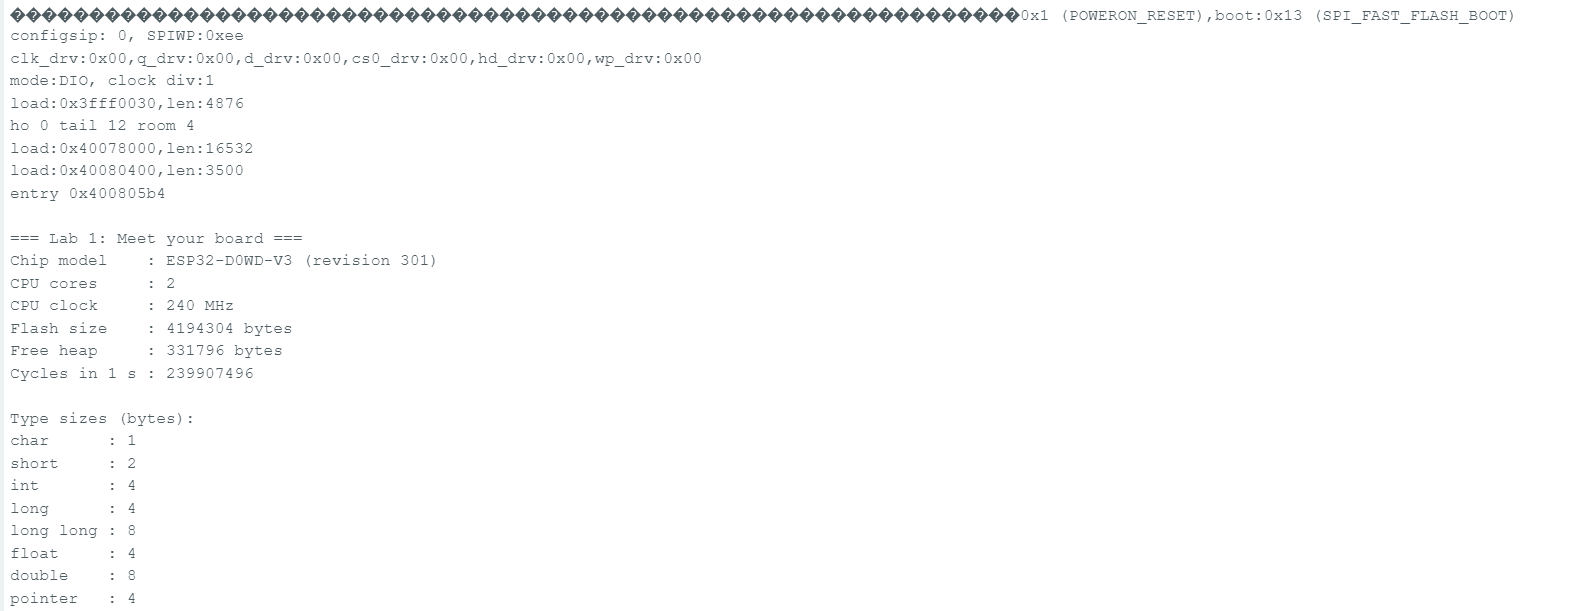 0x1 (POWERON_RESET),boot:0x13 (SPI_FAST_FLASH_BOOT)
configsip: 0, SPIWP:0xee
clk_drv:0x00,q_drv:0x00,d_drv:0x00,cs0_drv:0x00,hd_drv:0x00,wp_drv:0x00
mode:DIO, clock div:1
load:0x3fff0030,len:4876
ho 0 tail 12 room 4
load:0x40078000,len:16532
load:0x40080400,len:3500
entry 0x400805b4

=== Lab 1: Meet your board ===
Chip model    : ESP32-D0WD-V3 (revision 301)
CPU cores     : 2
CPU clock     : 240 MHz
Flash size    : 4194304 bytes
Free heap     : 331796 bytes
Cycles in 1 s : 239907496

Type sizes (bytes):
char      : 1
short     : 2
int       : 4
long      : 4
long long : 8
float     : 4
double    : 8
pointer   : 4